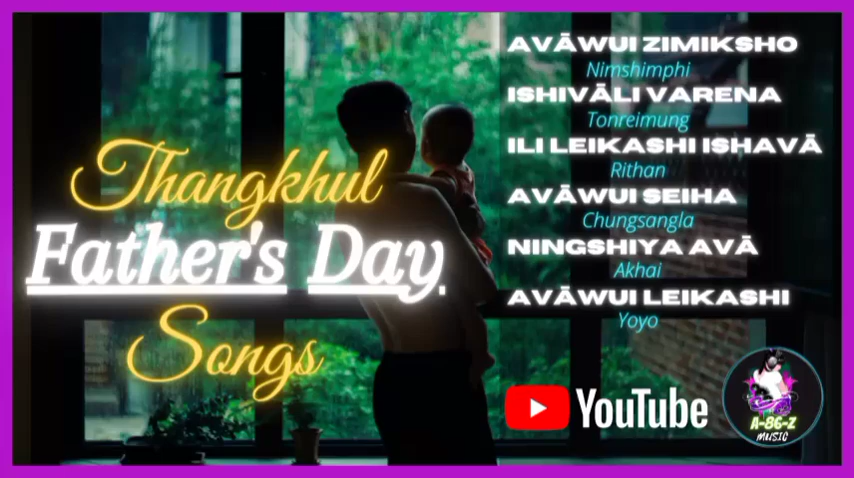 Thangkhul
Father's Day
Songs
AVĀWUI ZIMIKSHO
Nimshimphi
ISHIVĀLI VARENA
Tonreimung
ILI LEIKASHI ISHAVĀ
Rithan
AVĀWUI SEIHA
Chungsangla
NINGSHIYA AVĀ
Akhai
AVĀWUI LEIKASHI
Yoyo
YouTube
A-86-Z
MUSIC